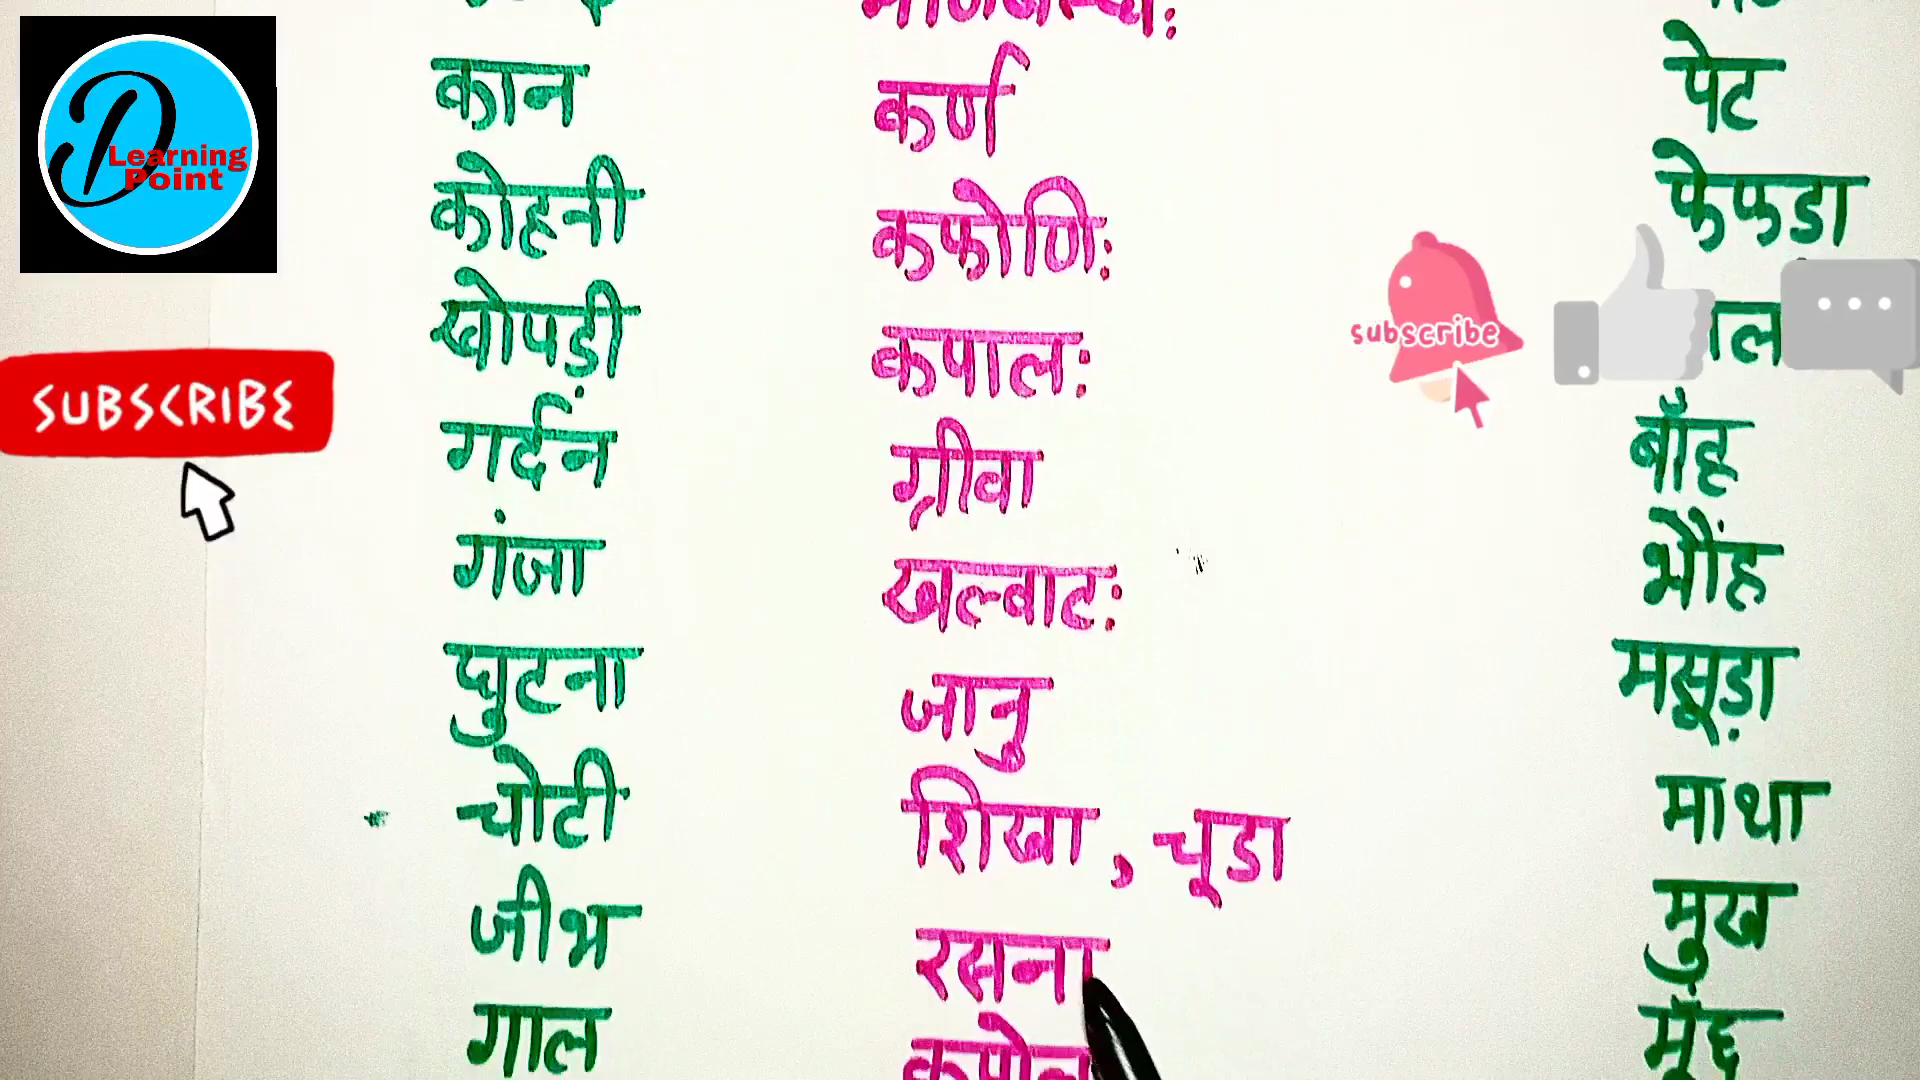 Learning
Point
SUBSCRIBE
subscribe
कान कर्ण पेट
कोहनी कफोणिः फेफड़ा
खोपड़ी कपालः
गर्दन ग्रीवा बाँह
गंजा खल्वाटः भौंह
घुटना जानु मसूड़ा
चोटी शिखा, चूडा माथा
जीभ रसना मुख
गाल